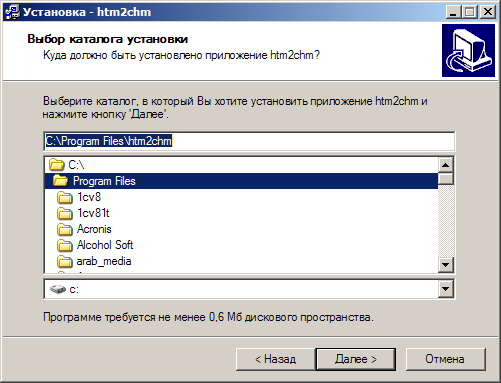 Установка - htm2chm
Выбор каталога установки
Куда должно быть установлено приложение htm2chm?
Выберите каталог, в который Вы хотите установить приложение htm2chm и
нажмите кнопку 'Далее'.
C:\Program Files\htm2chm
C:\
Program Files
1cv8
1cv81t
Acronis
Alcohol Soft
arab_media
c:
Программе требуется не менее 0,6 Мб дискового пространства.
< Назад
Далее >
Отмена